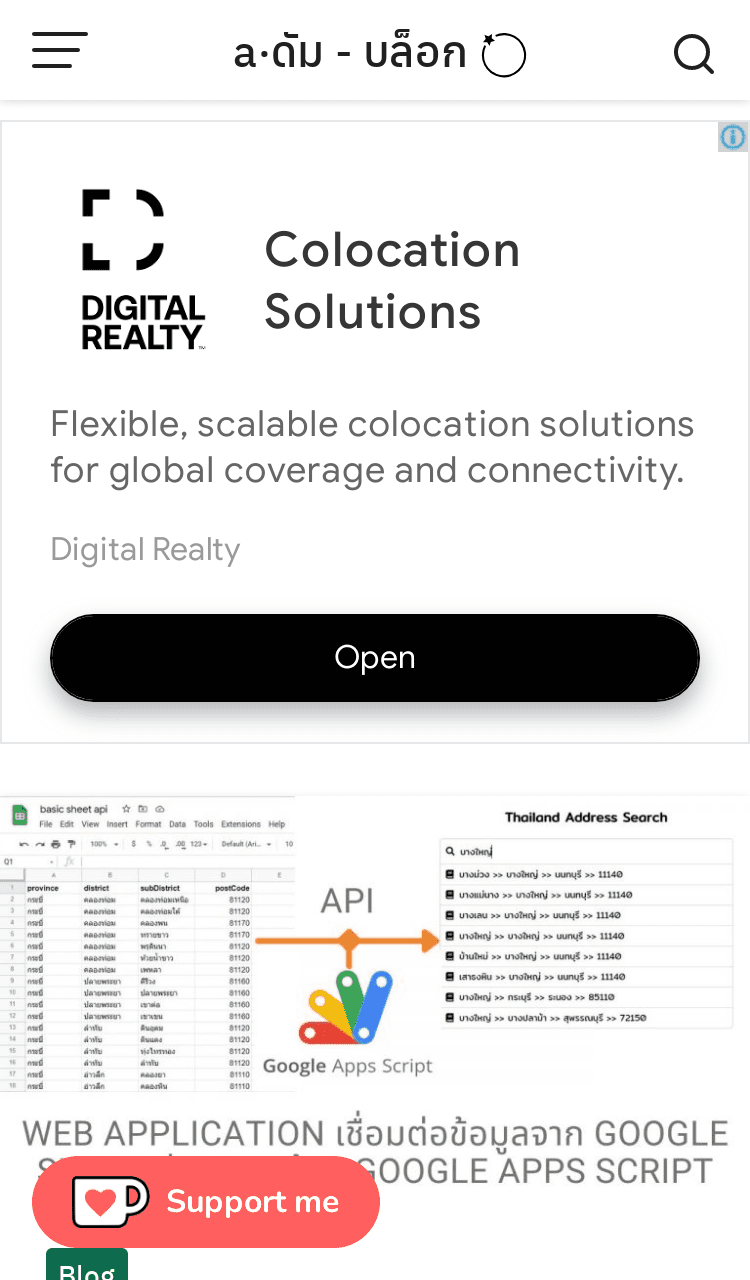 a·ดัม - บล็อก
DIGITAL
REALTY
Colocation
Solutions
Flexible, scalable colocation solutions
for global coverage and connectivity.
Digital Realty
Open
basic sheet api
File Edit View Insert Format Data Tools Extensions Help
100% $ % .0 .00 123 Default (Ari... 10
Q1 fx
A B C D E
1 province district subDistrict postCode
2 กระบี่ คลองท่อม คลองท่อมเหนือ 81120
3 กระบี่ คลองท่อม คลองท่อมใต้ 81120
4 กระบี่ คลองท่อม คลองพน 81170
5 กระบี่ คลองท่อม ทรายขาว 81170
6 กระบี่ คลองท่อม พรุดินนา 81120
7 กระบี่ คลองท่อม ห้วยน้ำขาว 81120
8 กระบี่ คลองท่อม เพหลา 81120
9 กระบี่ ปลายพระยา คีรีวง 81160
10 กระบี่ ปลายพระยา ปลายพระยา 81160
11 กระบี่ ปลายพระยา เขาต่อ 81160
12 กระบี่ ปลายพระยา เขาเขน 81160
13 กระบี่ ลำทับ ดินอุดม 81120
14 กระบี่ ลำทับ ดินแดง 81120
15 กระบี่ ลำทับ ทุ่งไทรทอง 81120
16 กระบี่ ลำทับ ลำทับ 81120
17 กระบี่ อ่าวลึก คลองยา 81110
18 กระบี่ อ่าวลึก คลองหิน 81110
API
Google Apps Script
Thailand Address Search
บางใหญ่
บางม่วง >> บางใหญ่ >> นนทบุรี >> 11140
บางแม่นาง >> บางใหญ่ >> นนทบุรี >> 11140
บางเลน >> บางใหญ่ >> นนทบุรี >> 11140
บางใหญ่ >> บางใหญ่ >> นนทบุรี >> 11140
บ้านใหม่ >> บางใหญ่ >> นนทบุรี >> 11140
เสาธงหิน >> บางใหญ่ >> นนทบุรี >> 11140
บางใหญ่ >> กระบุรี >> ระนอง >> 85110
บางใหญ่ >> บางปลาม้า >> สุพรรณบุรี >> 72150
WEB APPLICATION เชื่อมต่อข้อมูลจาก GOOGLE
GOOGLE APPS SCRIPT
Support me
Blog